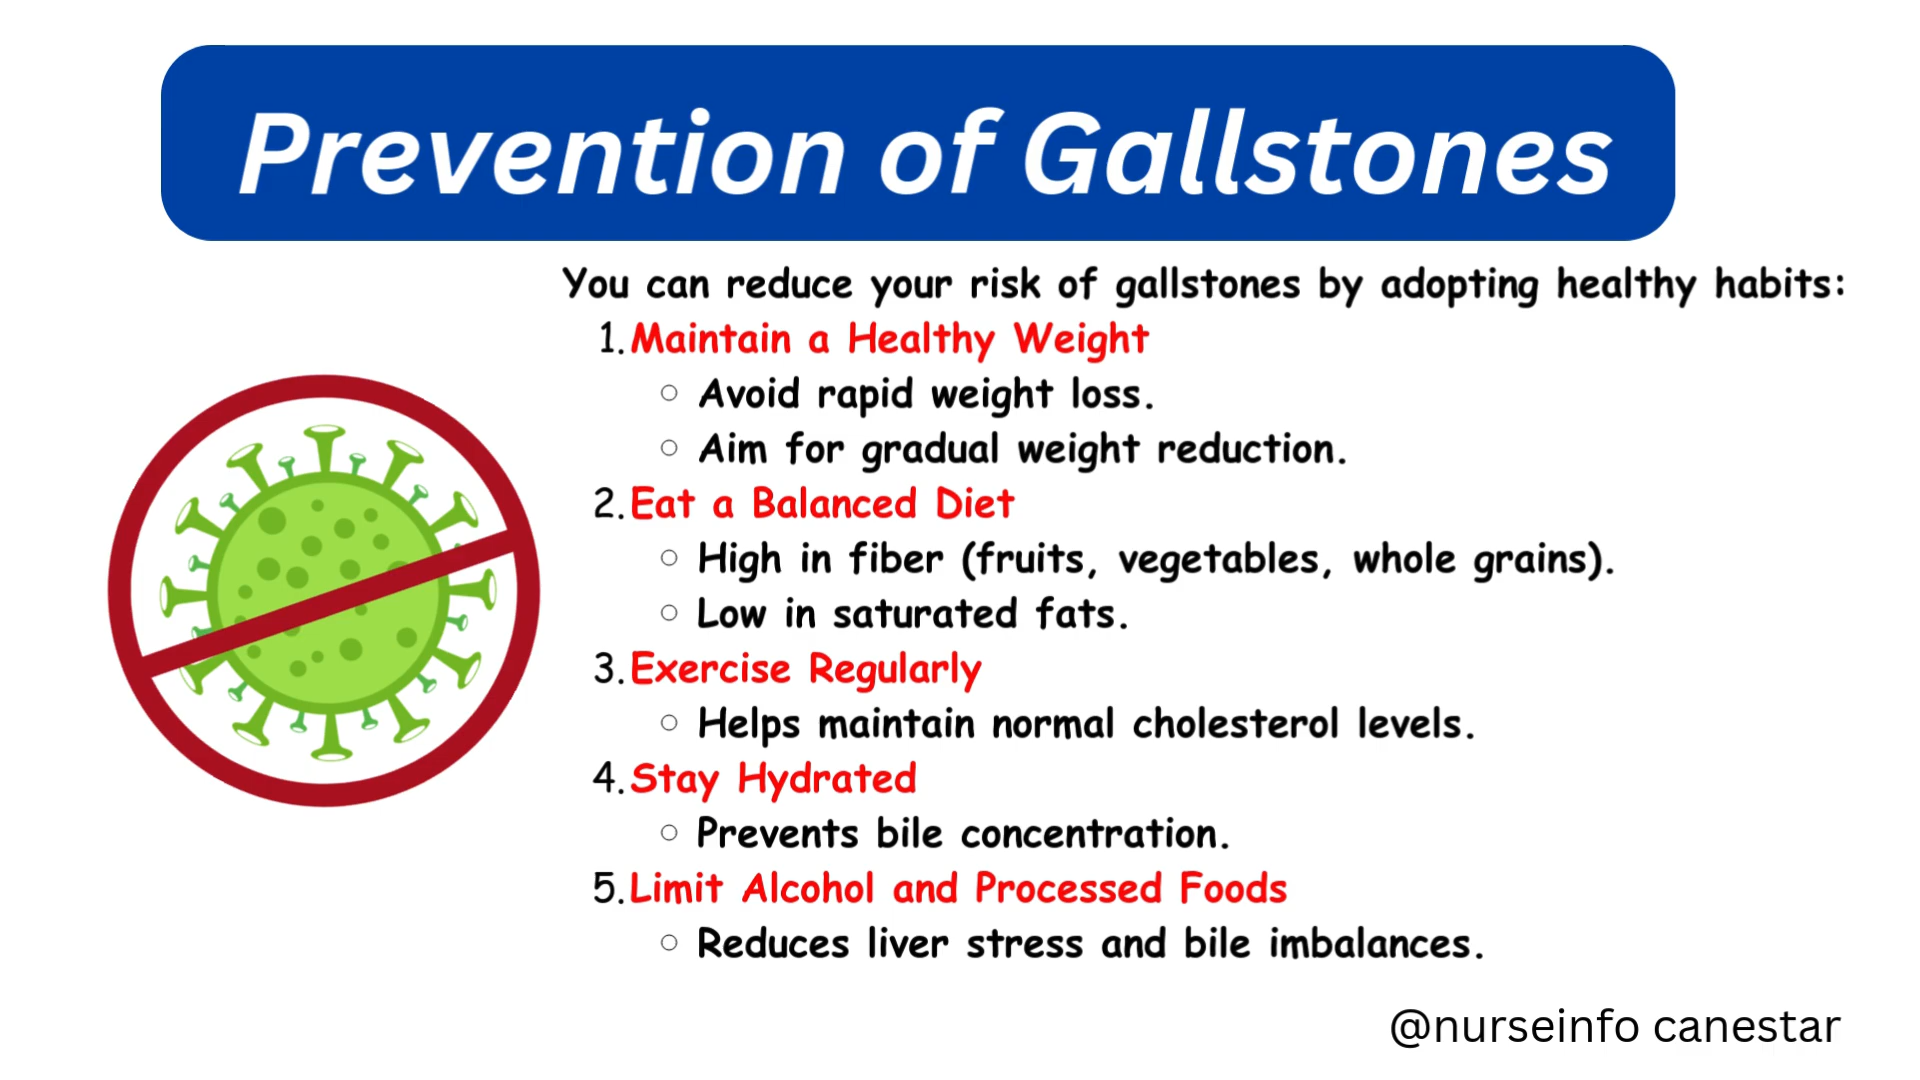 Prevention of Gallstones
You can reduce your risk of gallstones by adopting healthy habits:
1. Maintain a Healthy Weight
○ Avoid rapid weight loss.
○ Aim for gradual weight reduction.
2. Eat a Balanced Diet
○ High in fiber (fruits, vegetables, whole grains).
○ Low in saturated fats.
3. Exercise Regularly
○ Helps maintain normal cholesterol levels.
4. Stay Hydrated
○ Prevents bile concentration.
5. Limit Alcohol and Processed Foods
○ Reduces liver stress and bile imbalances.
@nurseinfo canestar